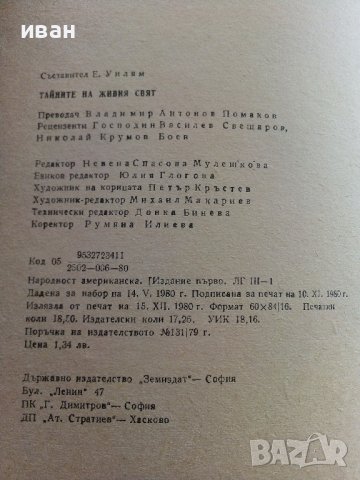 иван
Съставител Е. Уилям
ТАЙНИТЕ НА ЖИВИЯ СВЯТ
Преводач Владимир Антонов Помаков
Рецензенти Господин Василев Свещаров,
Николай Крумов Боев
Редактор Невена Спасова Мулешкова
Езиков редактор Юлия Глогова
Художник на корицата Петър Кръстев
Художник-редактор Михаил Макариев
Технически редактор Донка Бинева
Коректор Румяна Илиева
Код 05 9532723411
2502-006-80
Народност американска. Издание първо. ЛГ III-1
Дадена за набор на 14. V. 1980 г. Подписана за печат на 10. XI. 1980 г.
Излязла от печат на 15. XII. 1980 г. Формат 60×84/16. Печатни
коли 18,50. Издателски коли 17,26. УИК 18,16.
Поръчка на издателството №131/79 г.
Цена 1,34 лв.
Държавно издателство „Земиздат“ — София
Бул. „Ленин“ 47
ПК „Г. Димитров“ — София
ДП „Ат. Стратиев“ — Хасково
BAZAR